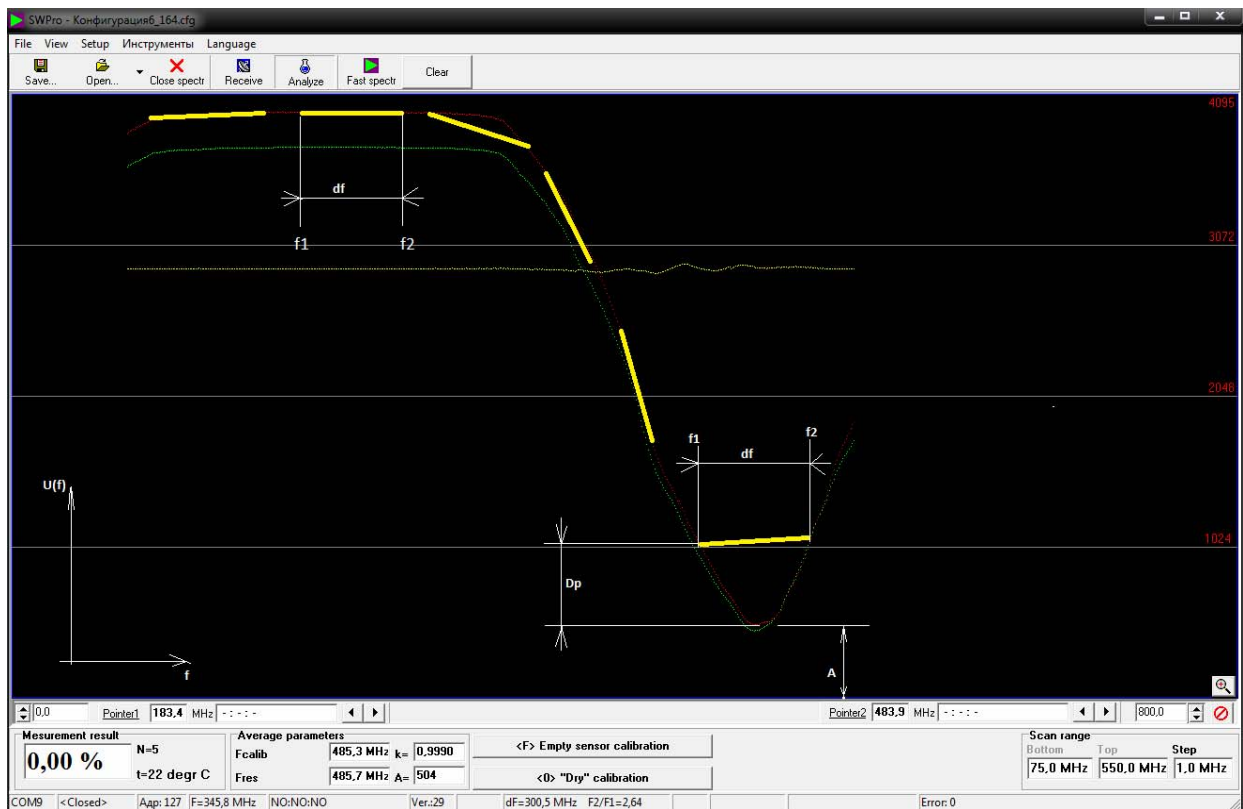 SWPro - Конфигурация6_164.cfg
File View Setup Инструменты Language
Save... Open... Close spectr Receive Analyze Fast spectr Clear
4095
df
f1 f2
3072
2048
f1 f2
df
U(f)
1024
Dp
A
f
0,0 Pointer1 183,4 MHz - : - : - Pointer2 483,9 MHz - : - : - 800,0
Mesurement result Average parameters Scan range
0,00 % N=5 t=22 degr C
Fcalib 485,3 MHz k= 0,9990
Fres 485,7 MHz A= 504
<F> Empty sensor calibration
<0> "Dry" calibration
Bottom Top Step
75,0 MHz 550,0 MHz 1,0 MHz
COM9 <Closed> Адр: 127 F=345,8 MHz NO:NO:NO Ver.:29 dF=300,5 MHz F2/F1=2,64 Error: 0